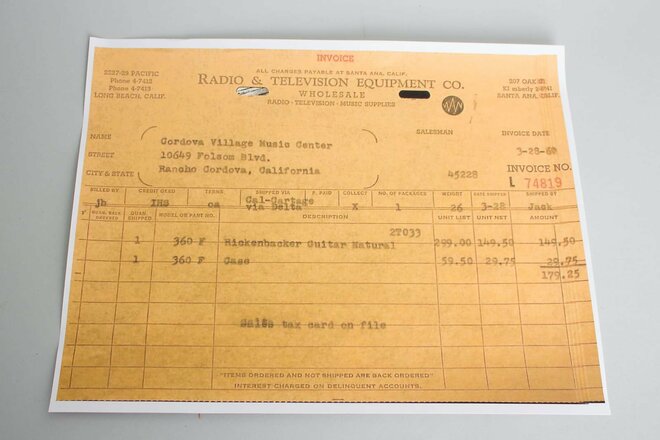 INVOICE
ALL CHARGES PAYABLE AT SANTA ANA, CALIF.
2227-29 PACIFIC
Phone 4-7412
Phone 4-7413
LONG BEACH, CALIF.
RADIO & TELEVISION EQUIPMENT CO.
WHOLESALE
RADIO - TELEVISION - MUSIC SUPPLIES
207 OAK
KI mberly
SANTA ANA, CALIF.
SALESMAN
INVOICE DATE
NAME Cordova Village Music Center
3-28-60
STREET 10649 Folsom Blvd.
CITY & STATE Rancho Cordova, California
45228
INVOICE NO.
L 74819
BILLED BY CREDIT CARD TERMS SHIPPED VIA P. PAID COLLECT NO. OF PACKAGES WEIGHT DATE SHIPPED SHIPPED BY
jb IHS ca Cal-Cartage via Delta X 1 26 3-28 Jack
QUAN. BACK ORDERED QUAN. SHIPPED MODEL OR PART NO. DESCRIPTION UNIT LIST UNIT NET AMOUNT
2T033
1 360 F Rickenbacker Guitar Natural 299.00 149.50 149.50
1 360 F Case 59.50 29.75 29.75
179.25
Sales tax card on file
"ITEMS ORDERED AND NOT SHIPPED ARE BACK ORDERED"
INTEREST CHARGED ON DELINQUENT ACCOUNTS.